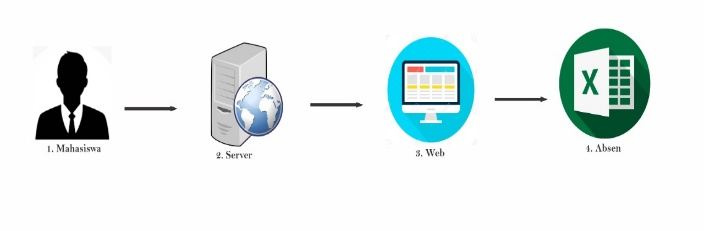 1. Mahasiswa
2. Server
3. Web
4. Absen
X